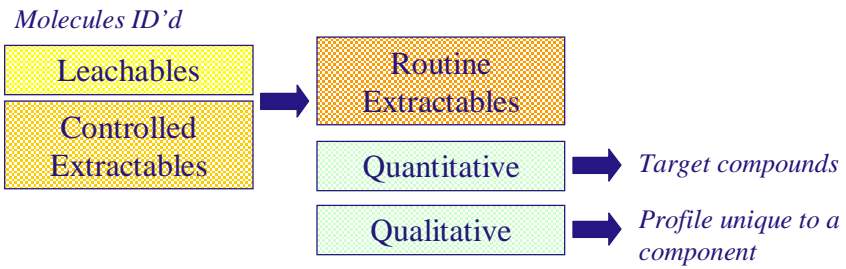 Molecules ID'd
Leachables
Controlled
Extractables
Routine
Extractables
Quantitative
Target compounds
Qualitative
Profile unique to a
component